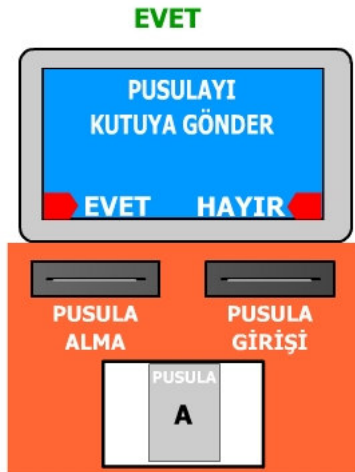 EVET
PUSULAYI
KUTUYA GÖNDER
EVET HAYIR
PUSULA PUSULA
ALMA GİRİŞİ
PUSULA
A